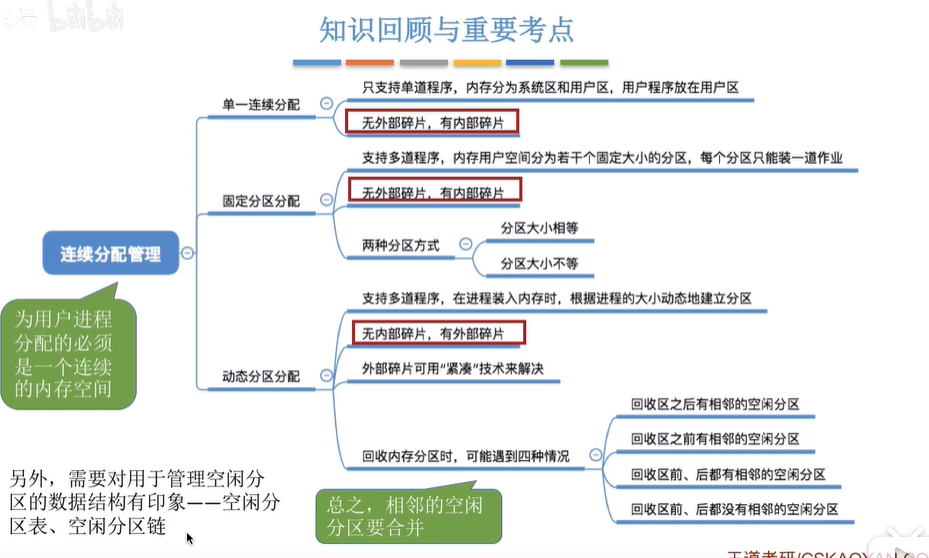 bilibili
知识回顾与重要考点
单一连续分配
只支持单道程序，内存分为系统区和用户区，用户程序放在用户区
无外部碎片，有内部碎片
固定分区分配
支持多道程序，内存用户空间分为若干个固定大小的分区，每个分区只能装一道作业
无外部碎片，有内部碎片
两种分区方式
分区大小相等
分区大小不等
连续分配管理
为用户进程
分配的必须
是一个连续
的内存空间
动态分区分配
支持多道程序，在进程装入内存时，根据进程的大小动态地建立分区
无内部碎片，有外部碎片
外部碎片可用“紧凑”技术来解决
回收内存分区时，可能遇到四种情况
回收区之后有相邻的空闲分区
回收区之前有相邻的空闲分区
回收区前、后都有相邻的空闲分区
回收区前、后都没有相邻的空闲分区
总之，相邻的空闲
分区要合并
另外，需要对用于管理空闲分
区的数据结构有印象——空闲分
区表、空闲分区链